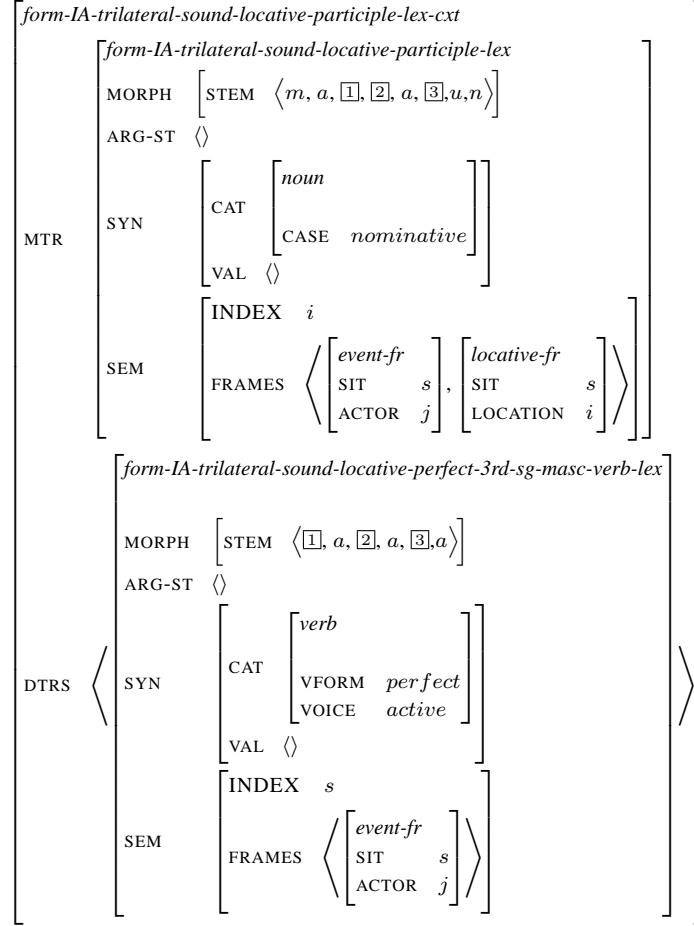 form-IA-trilateral-sound-locative-participle-lex-cxt
form-IA-trilateral-sound-locative-participle-lex
MORPH [STEM ⟨m, a, 1, 2, a, 3,u,n⟩]
ARG-ST ⟨⟩
noun
CAT
SYN
CASE nominative
MTR
VAL ⟨⟩
INDEX i
event-fr locative-fr
SEM
FRAMES ⟨[SIT s], [SIT s]⟩
ACTOR j LOCATION i
form-IA-trilateral-sound-locative-perfect-3rd-sg-masc-verb-lex
MORPH [STEM ⟨1, a, 2, a, 3,a⟩]
ARG-ST ⟨⟩
verb
CAT
DTRS SYN VFORM perfect
VOICE active
VAL ⟨⟩
INDEX s
event-fr
SEM
FRAMES ⟨[SIT s]⟩
ACTOR j